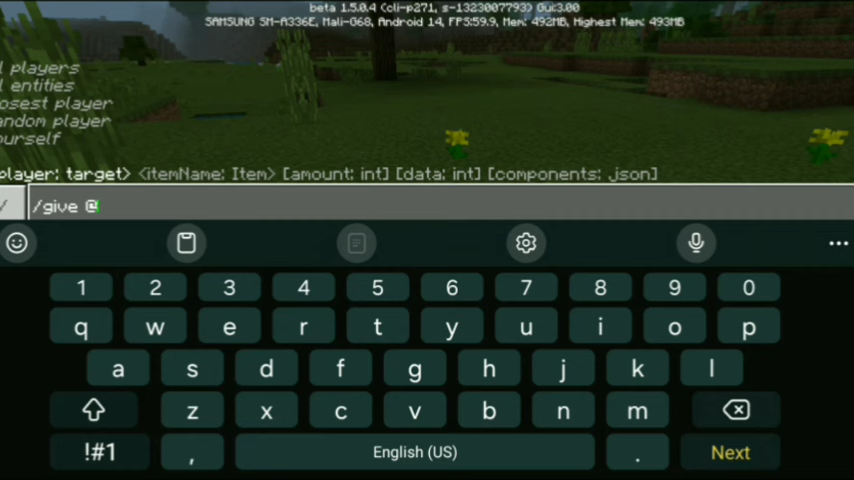 beta 1.5.0.4 (cli-p271, s-1323007793) Gui:3.00
SAMSUNG SM-A336E, Mali-G68, Android 14, FPS:59.9, Mem: 492MB, Highest Mem: 493MB
l players
l entities
osest player
andom player
ourself
player: target> <itemName: Item> [amount: int] [data: int] [components: json]
/ /give @
1 2 3 4 5 6 7 8 9 0
q w e r t y u i o p
a s d f g h j k l
z x c v b n m
!#1 , English (US) . Next